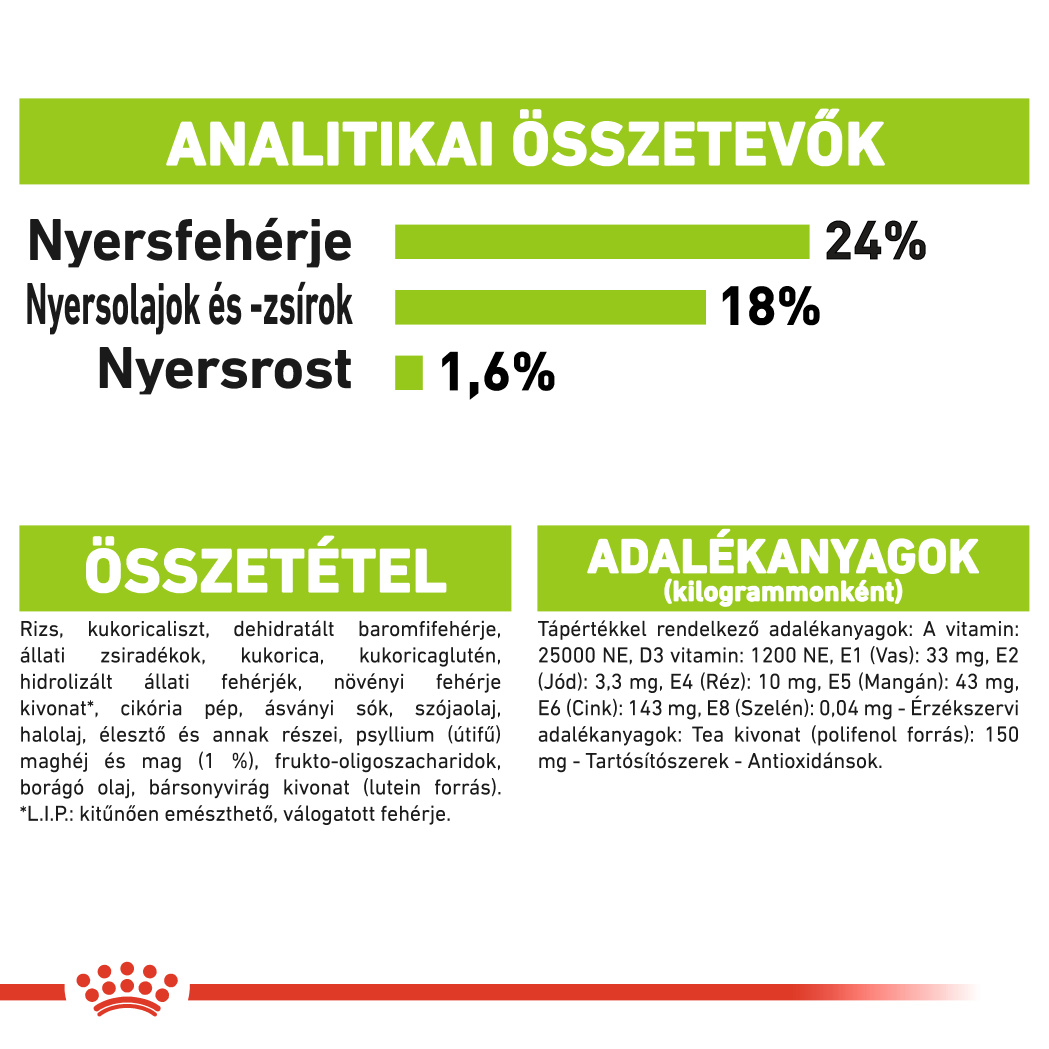 ANALITIKAI ÖSSZETEVŐK
Nyersfehérje 24%
Nyersolajok és -zsírok 18%
Nyersrost 1,6%
ÖSSZETÉTEL
Rizs, kukoricaliszt, dehidratált baromfifehérje,
állati zsiradékok, kukorica, kukoricaglutén,
hidrolizált állati fehérjék, növényi fehérje
kivonat*, cikória pép, ásványi sók, szójaolaj,
halolaj, élesztő és annak részei, psyllium (útifű)
maghéj és mag (1 %), frukto-oligoszacharidok,
borágó olaj, bársonyvirág kivonat (lutein forrás).
*L.I.P.: kitűnően emészthető, válogatott fehérje.
ADALÉKANYAGOK
(kilogrammonként)
Tápértékkel rendelkező adalékanyagok: A vitamin:
25000 NE, D3 vitamin: 1200 NE, E1 (Vas): 33 mg, E2
(Jód): 3,3 mg, E4 (Réz): 10 mg, E5 (Mangán): 43 mg,
E6 (Cink): 143 mg, E8 (Szelén): 0,04 mg - Érzékszervi
adalékanyagok: Tea kivonat (polifenol forrás): 150
mg - Tartósítószerek - Antioxidánsok.